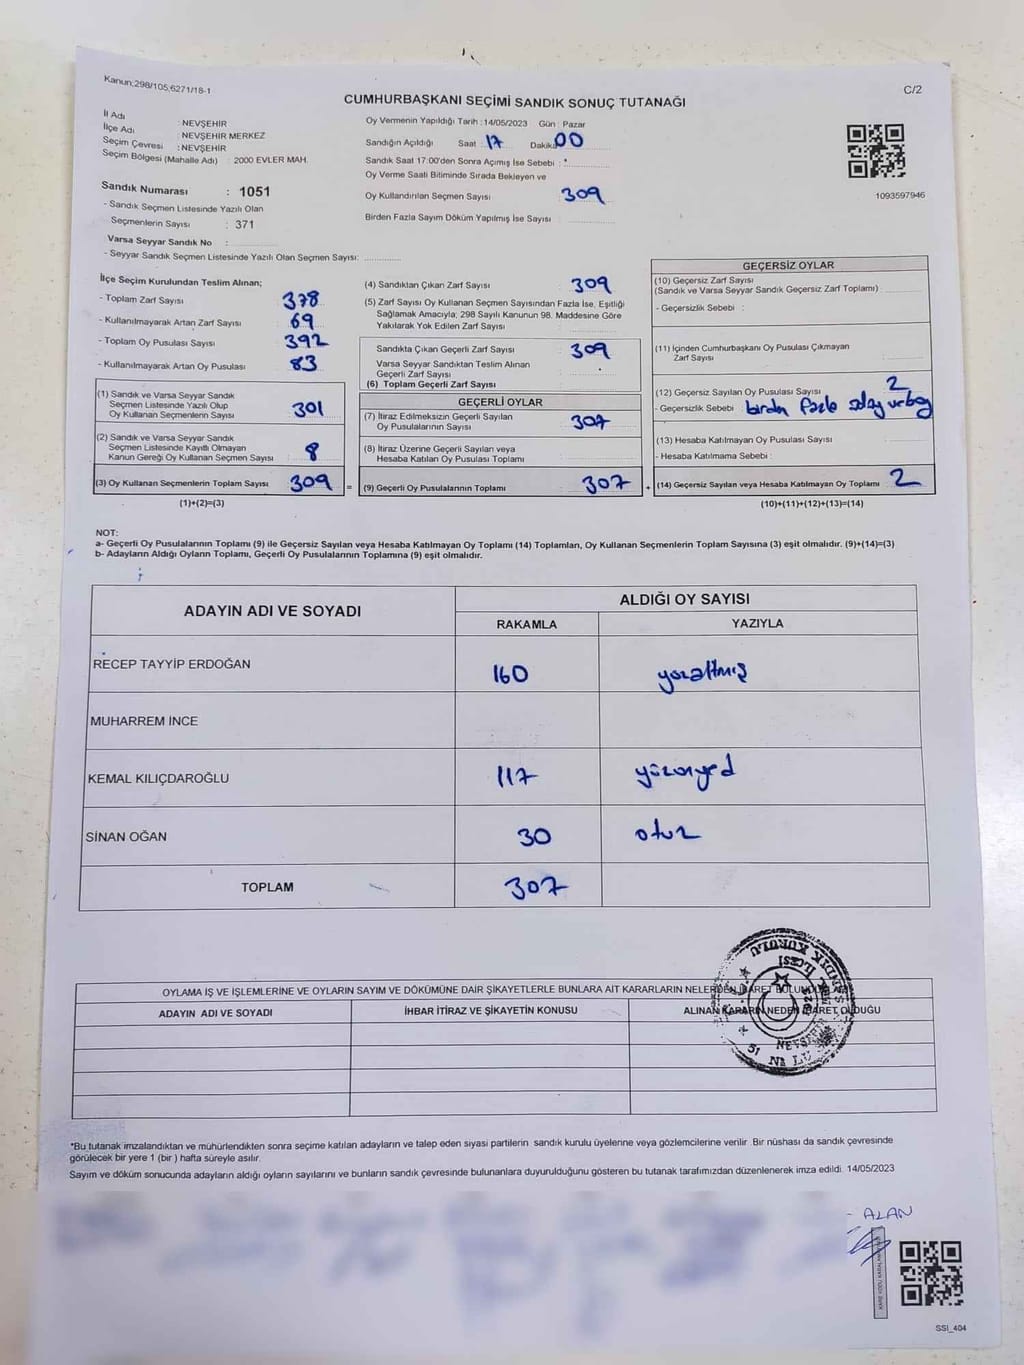 Kanun;298/105;6271/18-1
C/2
CUMHURBAŞKANI SEÇİMİ SANDIK SONUÇ TUTANAĞI
İl Adı : NEVŞEHİR
İlçe Adı : NEVŞEHİR MERKEZ
Seçim Çevresi : NEVŞEHİR
Seçim Bölgesi (Mahalle Adı) : 2000 EVLER MAH.
Sandık Numarası : 1051
- Sandık Seçmen Listesinde Yazılı Olan
Seçmenlerin Sayısı : 371
Varsa Seyyar Sandık No :
- Seyyar Sandık Seçmen Listesinde Yazılı Olan Seçmen Sayısı:
Oy Vermenin Yapıldığı Tarih : 14/05/2023 Gün : Pazar
Sandığın Açıldığı Saat : 17 Dakika 00
Sandık Saat 17:00'den Sonra Açımış İse Sebebi : *
Oy Verme Saati Bitiminde Sırada Bekleyen ve
Oy Kullandırılan Seçmen Sayısı 309
Birden Fazla Sayım Döküm Yapılmış İse Sayısı
1093597946
İlçe Seçim Kurulundan Teslim Alınan;
- Toplam Zarf Sayısı 378
- Kullanılmayarak Artan Zarf Sayısı 69
- Toplam Oy Pusulası Sayısı 392
- Kullanılmayarak Artan Oy Pusulası 83
(1) Sandık ve Varsa Seyyar Sandık
Seçmen Listesinde Yazılı Olup
Oy Kullanan Seçmenlerin Sayısı 301
(2) Sandık ve Varsa Seyyar Sandık
Seçmen Listesinde Kayıtlı Olmayan
Kanun Gereği Oy Kullanan Seçmen Sayısı 8
(3) Oy Kullanan Seçmenlerin Toplam Sayısı 309 =
(1)+(2)=(3)
(4) Sandıktan Çıkan Zarf Sayısı 309
(5) Zarf Sayısı Oy Kullanan Seçmen Sayısından Fazla İse, Eşitliği
Sağlamak Amacıyla; 298 Sayılı Kanunun 98. Maddesine Göre
Yakılarak Yok Edilen Zarf Sayısı
Sandıkta Çıkan Geçerli Zarf Sayısı 309
Varsa Seyyar Sandıktan Teslim Alınan
Geçerli Zarf Sayısı
(6) Toplam Geçerli Zarf Sayısı
GEÇERLİ OYLAR
(7) İtiraz Edilmeksizin Geçerli Sayılan
Oy Pusulalarının Sayısı 307
(8) İtiraz Üzerine Geçerli Sayılan veya
Hesaba Katılan Oy Pusulası Toplamı
(9) Geçerli Oy Pusulalarının Toplamı 307 +
GEÇERSİZ OYLAR
(10) Geçersiz Zarf Sayısı
(Sandık ve Varsa Seyyar Sandık Geçersiz Zarf Toplamı)
- Geçersizlik Sebebi :
(11) İçinden Cumhurbaşkanı Oy Pusulası Çıkmayan
Zarf Sayısı
(12) Geçersiz Sayılan Oy Pusulası Sayısı 2
- Geçersizlik Sebebi
(13) Hesaba Katılmayan Oy Pusulası Sayısı
- Hesaba Katılmama Sebebi :
(14) Geçersiz Sayılan veya Hesaba Katılmayan Oy Toplamı 2
(10)+(11)+(12)+(13)=(14)
NOT:
a- Geçerli Oy Pusulalarının Toplamı (9) ile Geçersiz Sayılan veya Hesaba Katılmayan Oy Toplamı (14) Toplamları, Oy Kullanan Seçmenlerin Toplam Sayısına (3) eşit olmalıdır. (9)+(14)=(3)
b- Adayların Aldığı Oyların Toplamı, Geçerli Oy Pusulalarının Toplamına (9) eşit olmalıdır.
ADAYIN ADI VE SOYADI
ALDIĞI OY SAYISI
RAKAMLA YAZIYLA
RECEP TAYYİP ERDOĞAN 160 yüzaltmış
MUHARREM İNCE
KEMAL KILIÇDAROĞLU 117 yüzonyed
SİNAN OĞAN 30 otuz
TOPLAM 307
OYLAMA İŞ VE İŞLEMLERİNE VE OYLARIN SAYIM VE DÖKÜMÜNE DAİR ŞİKAYETLERLE BUNLARA AİT KARARLARIN NELERDEN İBARET BULUNDUĞU
ADAYIN ADI VE SOYADI İHBAR İTİRAZ VE ŞİKAYETİN KONUSU ALINAN KARARIN NEDEN İBARET OLDUĞU
*Bu tutanak imzalandıktan ve mühürlendikten sonra seçime katılan adayların ve talep eden siyasi partilerin sandık kurulu üyelerine veya gözlemcilerine verilir. Bir nüshası da sandık çevresinde
görülecek bir yere 1 (bir ) hafta süreyle asılır.
Sayım ve döküm sonucunda adayların aldığı oyların sayılarını ve bunların sandık çevresinde bulunanlara duyurulduğunu gösteren bu tutanak tarafımızdan düzenlenerek imza edildi. 14/05/2023
- ALAN
SSI_404